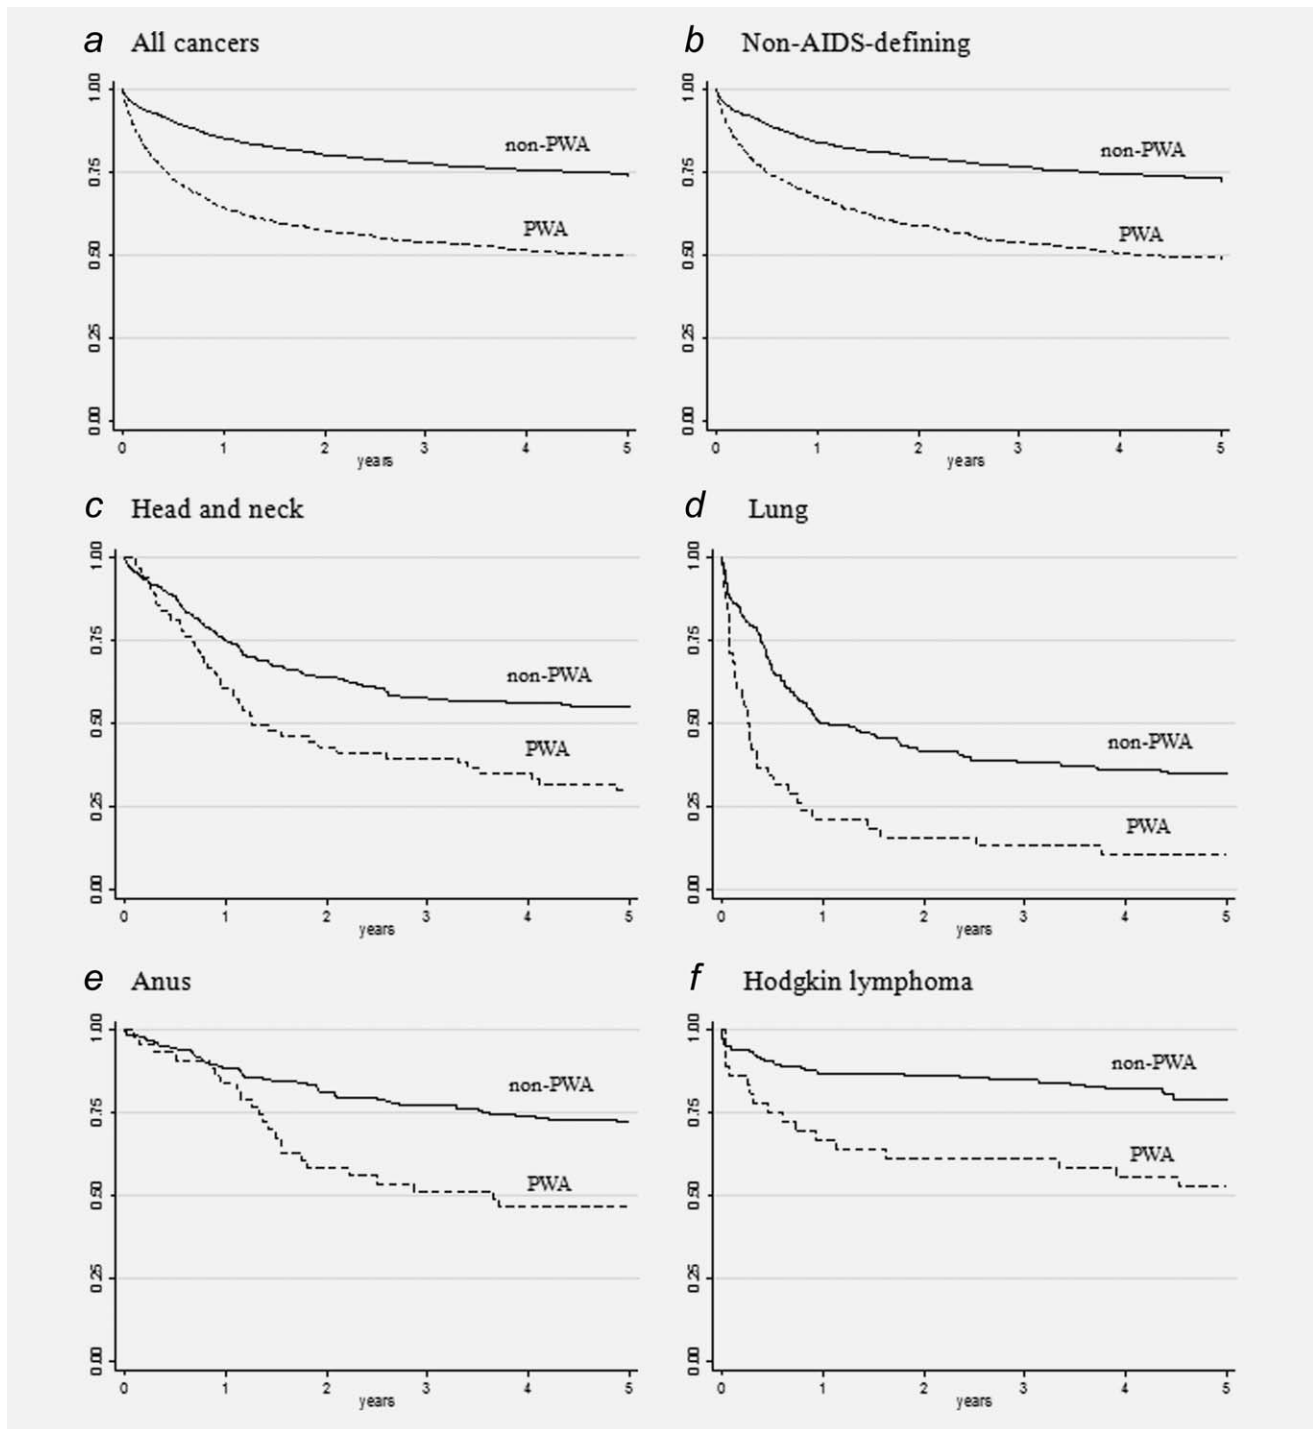 a All cancers
b Non-AIDS-defining
1.00
0.75
0.50
0.25
0.00
non-PWA
PWA
0 1 2 3 4 5
years
1.00
0.75
0.50
0.25
0.00
non-PWA
PWA
0 1 2 3 4 5
years
c Head and neck
d Lung
1.00
0.75
0.50
0.25
0.00
non-PWA
PWA
0 1 2 3 4 5
years
1.00
0.75
0.50
0.25
0.00
non-PWA
PWA
0 1 2 3 4 5
years
e Anus
f Hodgkin lymphoma
1.00
0.75
0.50
0.25
0.00
non-PWA
PWA
0 1 2 3 4 5
years
1.00
0.75
0.50
0.25
0.00
non-PWA
PWA
0 1 2 3 4 5
years